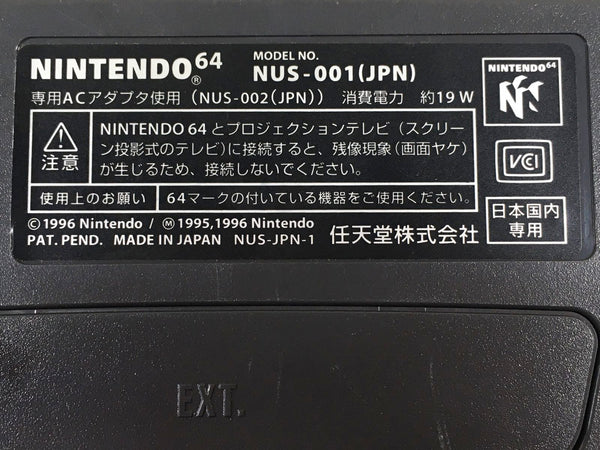 NINTENDO 64®
MODEL NO.
NUS-001(JPN)
専用ACアダプタ使用 (NUS-002(JPN)) 消費電力 約19W
注意
NINTENDO 64とプロジェクションテレビ(スクリー
ン投影式のテレビ)に接続すると、残像現象(画面ヤケ)
が生じるため、接続しないでください。
使用上のお願い
64マークの付いている機器をご使用ください。
©1996 Nintendo / Ⓜ1995,1996 Nintendo
PAT. PEND. MADE IN JAPAN NUS-JPN-1 任天堂株式会社
NINTENDO64
N
VCI
日本国内
専用
EXT.